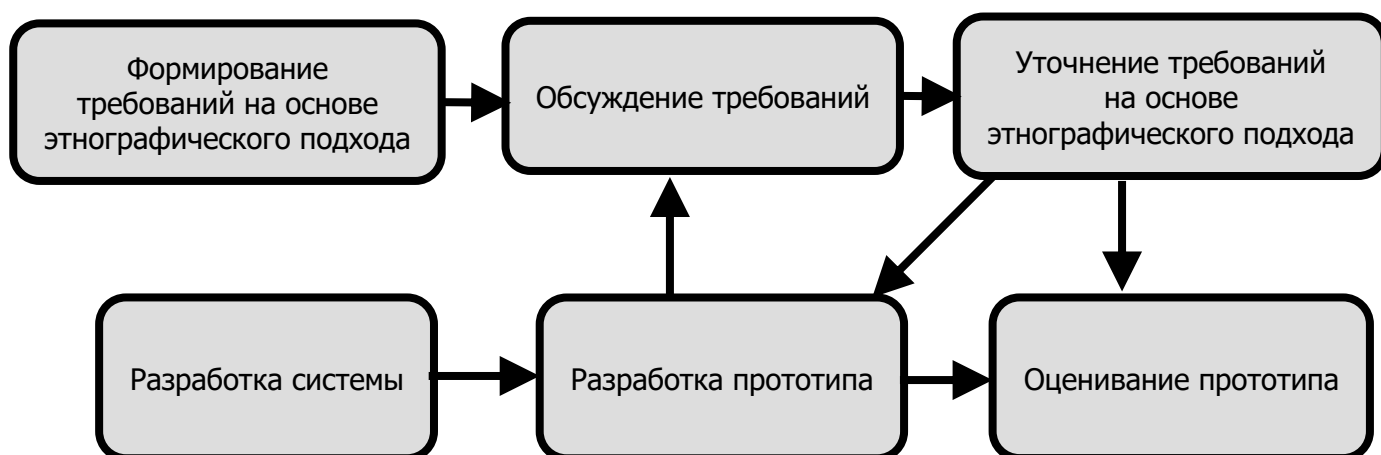 Формирование
требований на основе
этнографического подхода
Обсуждение требований
Уточнение требований
на основе
этнографического подхода
Разработка системы
Разработка прототипа
Оценивание прототипа